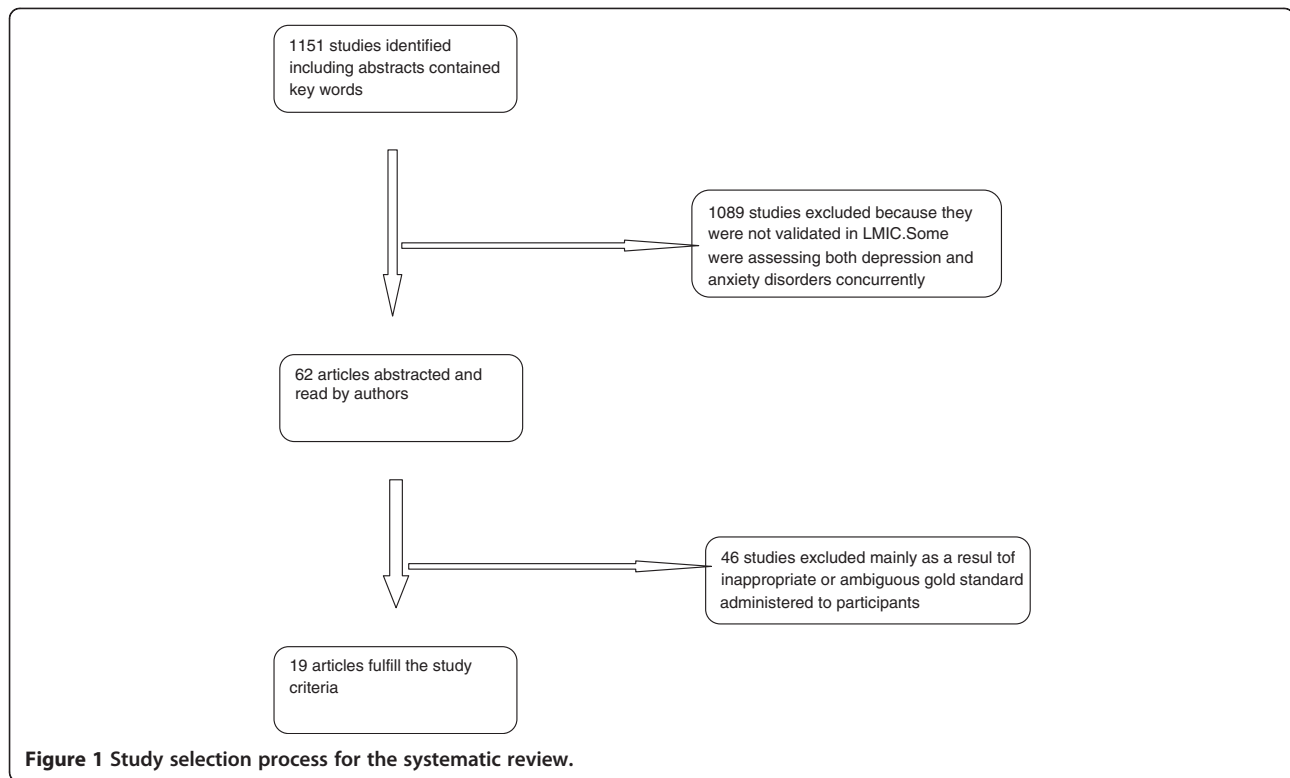 1151 studies identified
including abstracts contained
key words
1089 studies excluded because they
were not validated in LMIC.Some
were assessing both depression and
anxiety disorders concurrently
62 articles abstracted and
read by authors
46 studies excluded mainly as a resul tof
inappropriate or ambiguous gold standard
administered to participants
19 articles fulfill the study
criteria
Figure 1 Study selection process for the systematic review.